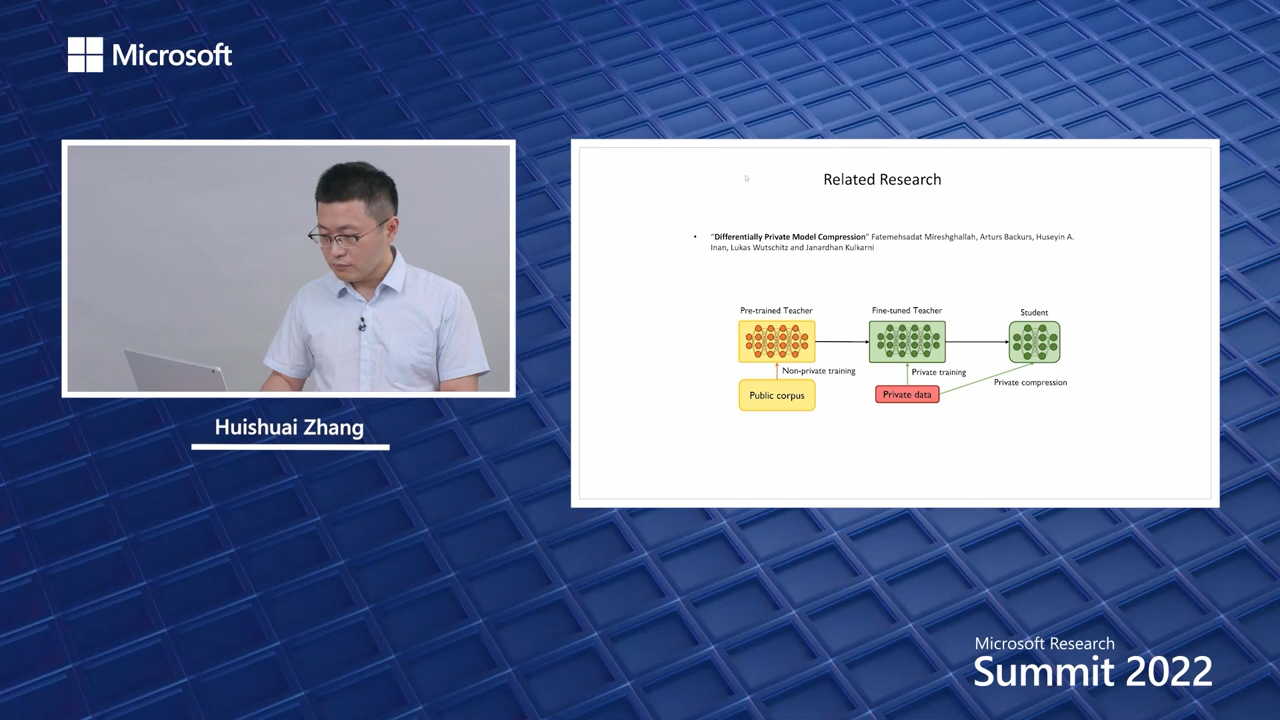 Microsoft
Huishuai Zhang
Related Research
• "Differentially Private Model Compression" Fatemehsadat Mireshghallah, Arturs Backurs, Huseyin A.
Inan, Lukas Wutschitz and Janardhan Kulkarni
Pre-trained Teacher
Fine-tuned Teacher
Student
Non-private training
Private training
Private compression
Public corpus
Private data
Microsoft Research
Summit 2022